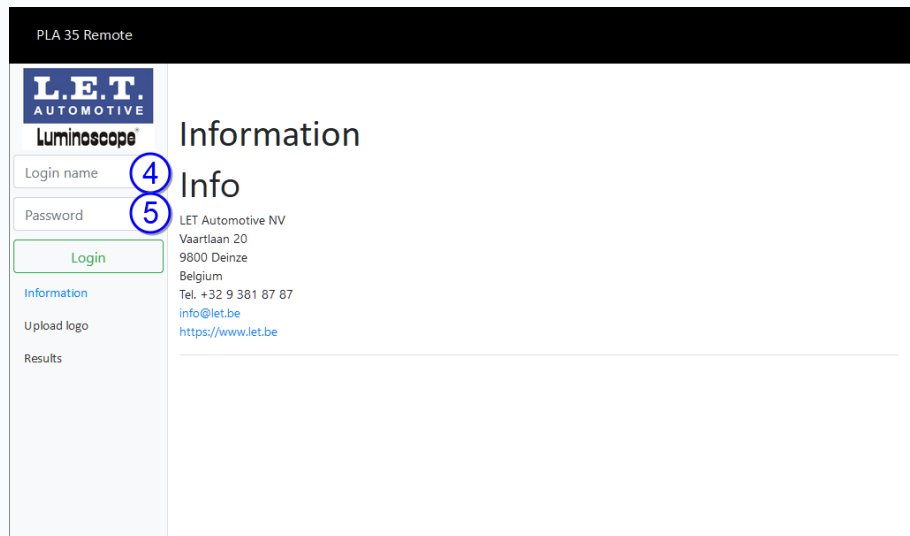 PLA 35 Remote
L.E.T.
AUTOMOTIVE
Luminoscope®
Login name
4
Password
5
Login
Information
Upload logo
Results
Information
Info
LET Automotive NV
Vaartlaan 20
9800 Deinze
Belgium
Tel. +32 9 381 87 87
info@let.be
https://www.let.be